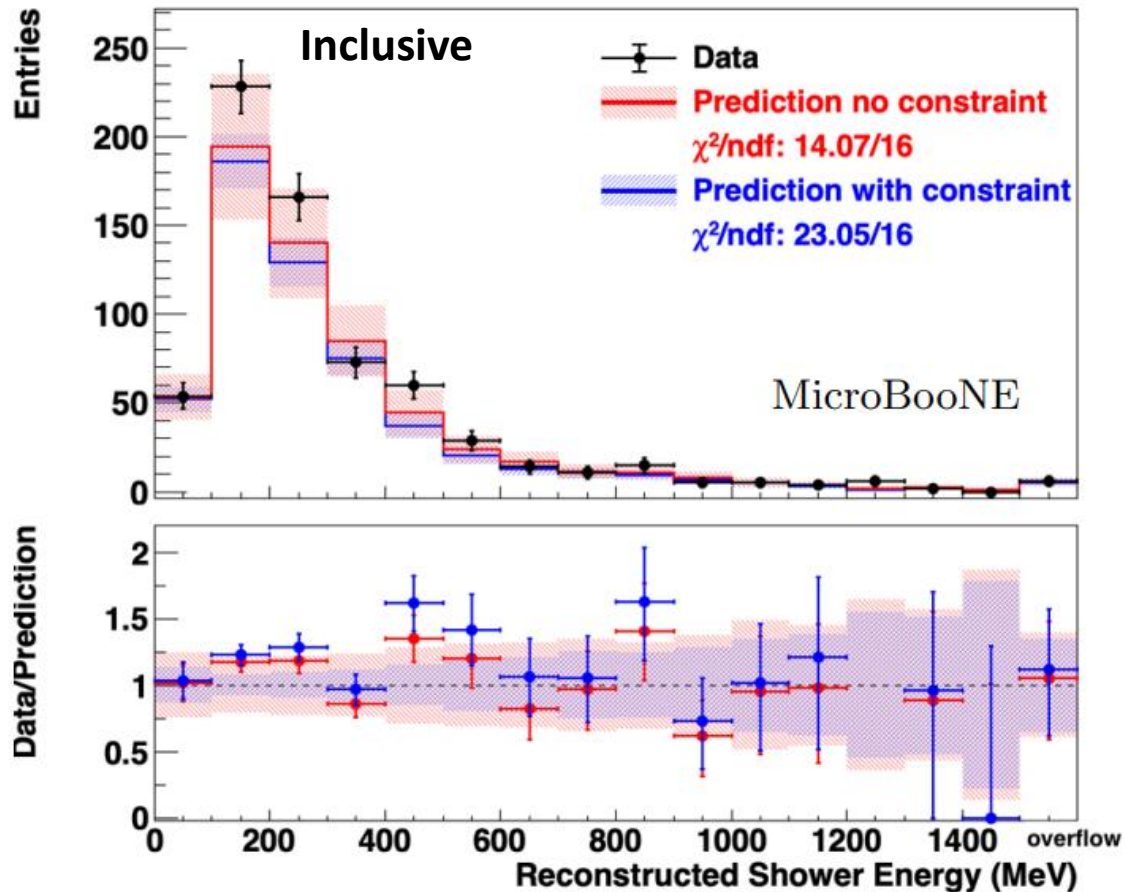 Entries
250
200
150
100
50
0
Inclusive
Data
Prediction no constraint
χ²/ndf: 14.07/16
Prediction with constraint
χ²/ndf: 23.05/16
MicroBooNE
Data/Prediction
2
1.5
1
0.5
0
0 200 400 600 800 1000 1200 1400 overflow
Reconstructed Shower Energy (MeV)